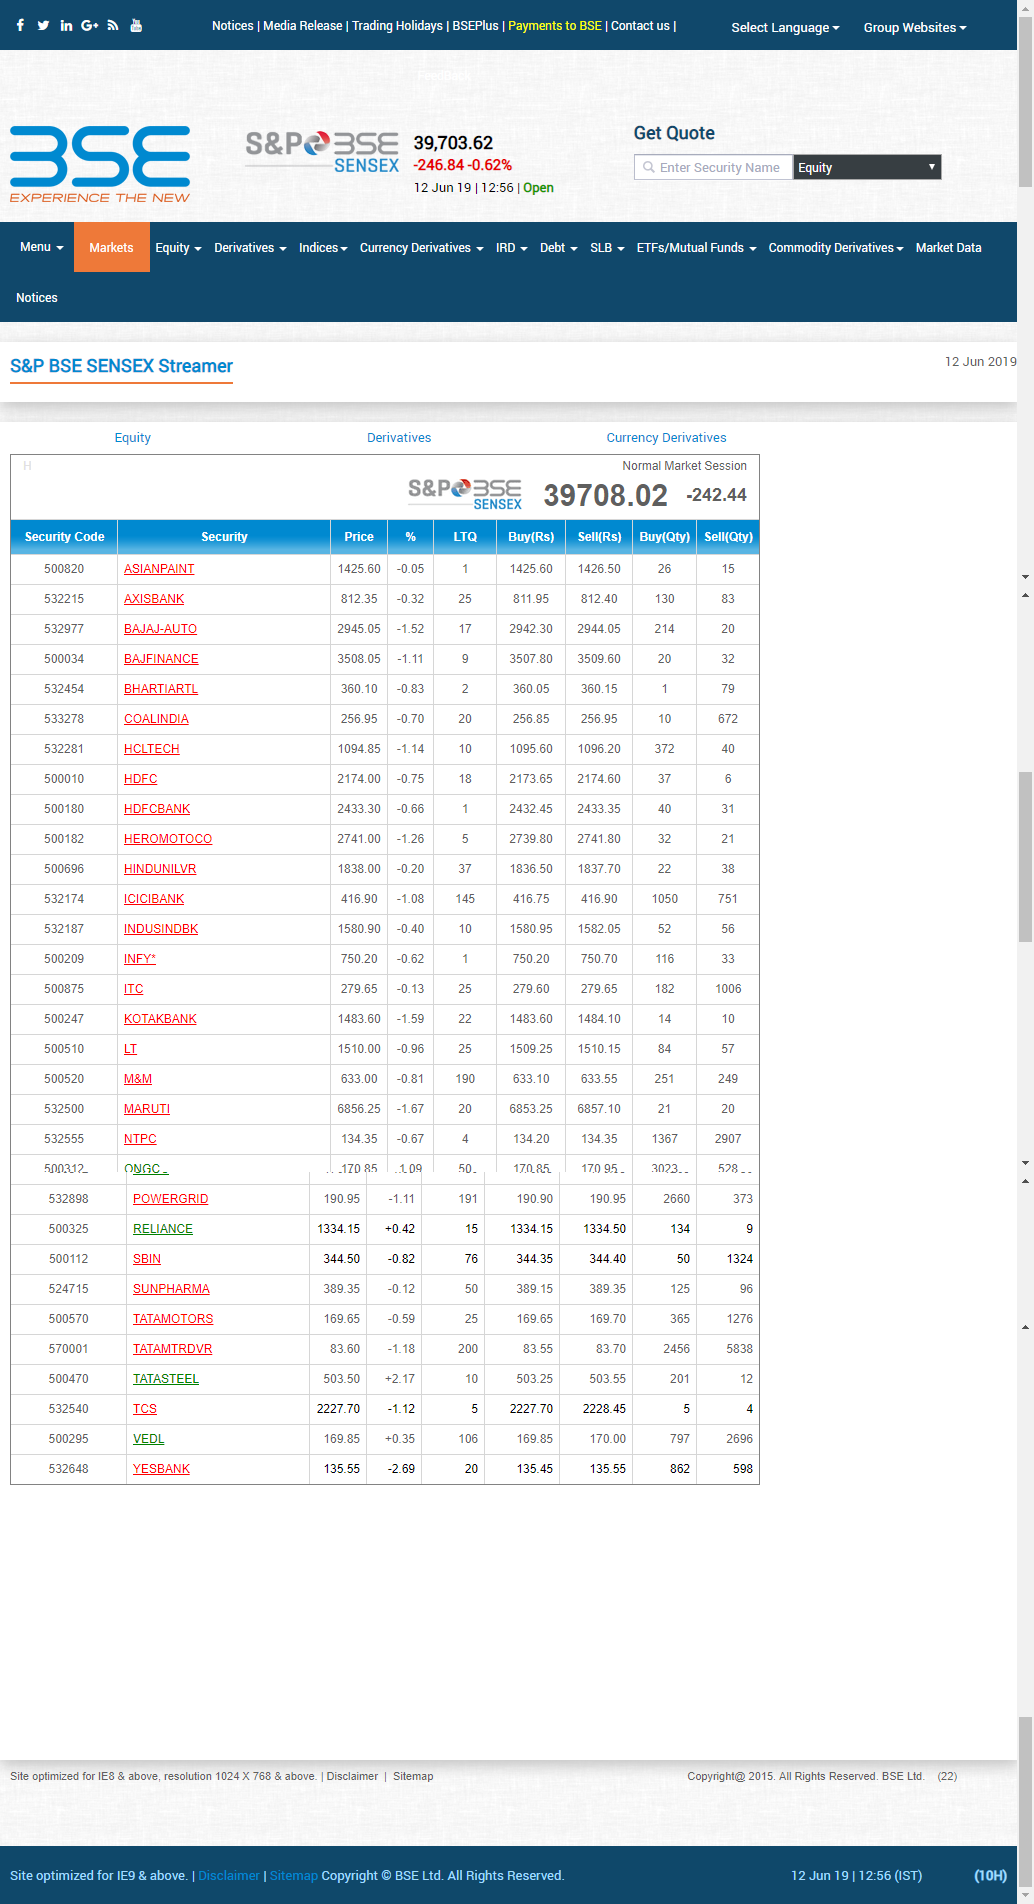 Notices | Media Release | Trading Holidays | BSEPlus | Payments to BSE | Contact us |
Select Language Group Websites
Feedback
BSE
EXPERIENCE THE NEW
S&P BSE SENSEX
39,703.62
-246.84 -0.62%
12 Jun 19 | 12:56 | Open
Get Quote
Enter Security Name Equity
Menu Markets Equity Derivatives Indices Currency Derivatives IRD Debt SLB ETFs/Mutual Funds Commodity Derivatives Market Data
Notices
S&P BSE SENSEX Streamer
12 Jun 2019
Equity Derivatives Currency Derivatives
H Normal Market Session
S&P BSE SENSEX 39708.02 -242.44
Security Code Security Price % LTQ Buy(Rs) Sell(Rs) Buy(Qty) Sell(Qty)
500820 ASIANPAINT 1425.60 -0.05 1 1425.60 1426.50 26 15
532215 AXISBANK 812.35 -0.32 25 811.95 812.40 130 83
532977 BAJAJ-AUTO 2945.05 -1.52 17 2942.30 2944.05 214 20
500034 BAJFINANCE 3508.05 -1.11 9 3507.80 3509.60 20 32
532454 BHARTIARTL 360.10 -0.83 2 360.05 360.15 1 79
533278 COALINDIA 256.95 -0.70 20 256.85 256.95 10 672
532281 HCLTECH 1094.85 -1.14 10 1095.60 1096.20 372 40
500010 HDFC 2174.00 -0.75 18 2173.65 2174.60 37 6
500180 HDFCBANK 2433.30 -0.66 1 2432.45 2433.35 40 31
500182 HEROMOTOCO 2741.00 -1.26 5 2739.80 2741.80 32 21
500696 HINDUNILVR 1838.00 -0.20 37 1836.50 1837.70 22 38
532174 ICICIBANK 416.90 -1.08 145 416.75 416.90 1050 751
532187 INDUSINDBK 1580.90 -0.40 10 1580.95 1582.05 52 56
500209 INFY* 750.20 -0.62 1 750.20 750.70 116 33
500875 ITC 279.65 -0.13 25 279.60 279.65 182 1006
500247 KOTAKBANK 1483.60 -1.59 22 1483.60 1484.10 14 10
500510 LT 1510.00 -0.96 25 1509.25 1510.15 84 57
500520 M&M 633.00 -0.81 190 633.10 633.55 251 249
532500 MARUTI 6856.25 -1.67 20 6853.25 6857.10 21 20
532555 NTPC 134.35 -0.67 4 134.20 134.35 1367 2907
500312 ONGC 170.85 170.85 170.95 3023 528
532898 POWERGRID 190.95 -1.11 191 190.90 190.95 2660 373
500325 RELIANCE 1334.15 +0.42 15 1334.15 1334.50 134 9
500112 SBIN 344.50 -0.82 76 344.35 344.40 50 1324
524715 SUNPHARMA 389.35 -0.12 50 389.15 389.35 125 96
500570 TATAMOTORS 169.65 -0.59 25 169.65 169.70 365 1276
570001 TATAMTRDVR 83.60 -1.18 200 83.55 83.70 2456 5838
500470 TATASTEEL 503.50 +2.17 10 503.25 503.55 201 12
532540 TCS 2227.70 -1.12 5 2227.70 2228.45 5 4
500295 VEDL 169.85 +0.35 106 169.85 170.00 797 2696
532648 YESBANK 135.55 -2.69 20 135.45 135.55 862 598
Site optimized for IE8 & above, resolution 1024 X 768 & above. | Disclaimer | Sitemap Copyright@ 2015. All Rights Reserved. BSE Ltd. (22)
Site optimized for IE9 & above. | Disclaimer | Sitemap Copyright © BSE Ltd. All Rights Reserved. 12 Jun 19 | 12:56 (IST) (10H)